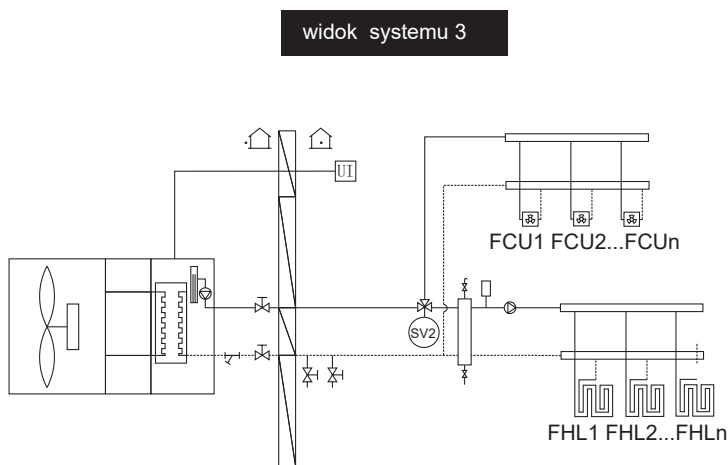 widok systemu 3
UI
FCU1 FCU2...FCUn
SV2
FHL1 FHL2...FHLn